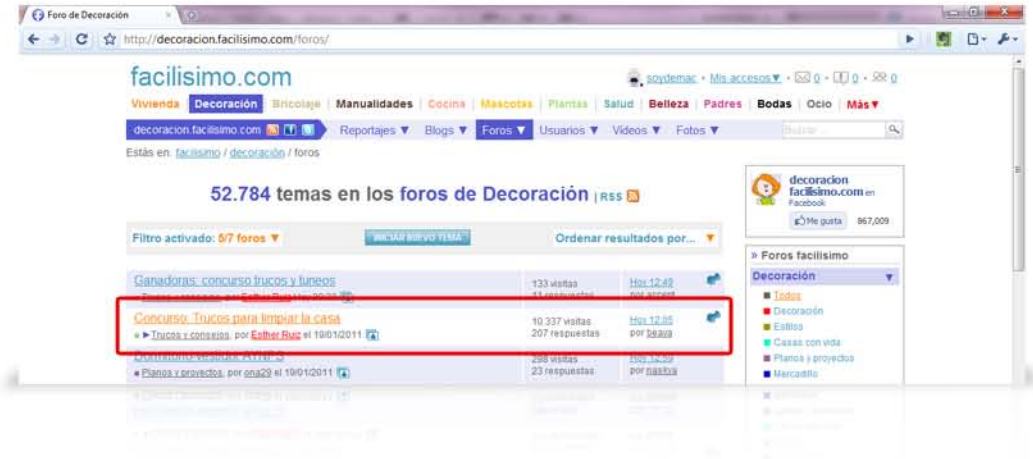 Foro de Decoración
http://decoracion.facilisimo.com/foros/
facilisimo.com
soydemac • Mis accesos▼ • 0 • 0 • 0
Vivienda Decoración Bricolaje Manualidades Cocina Mascotas Plantas Salud Belleza Padres Bodas Ocio Más▼
decoracion.facilisimo.com Reportajes ▼ Blogs ▼ Foros ▼ Usuarios ▼ Vídeos ▼ Fotos ▼ Buscar...
Estás en: facilisimo / decoración / foros
52.784 temas en los foros de Decoración | RSS
decoracion
facilisimo.com en
Facebook
Me gusta 867,009
Filtro activado: 6/7 foros ▼ INICIAR NUEVO TEMA Ordenar resultados por... ▼
» Foros facilisimo
Decoración ▼
Todos
Decoración
Estilos
Casas con vida
Planos y proyectos
Mercadillo
Ganadoras: concurso trucos y tuneos 133 visitas Hoy 12:49
Concurso: Trucos para limpiar la casa 10.337 visitas Hoy 12:05
Trucos y consejos, por Esther Ruiz el 19/01/2011 207 respuestas por beava
298 visitas Hoy 12:59
Planos y proyectos, por ona29 el 19/01/2011 23 respuestas por nastya